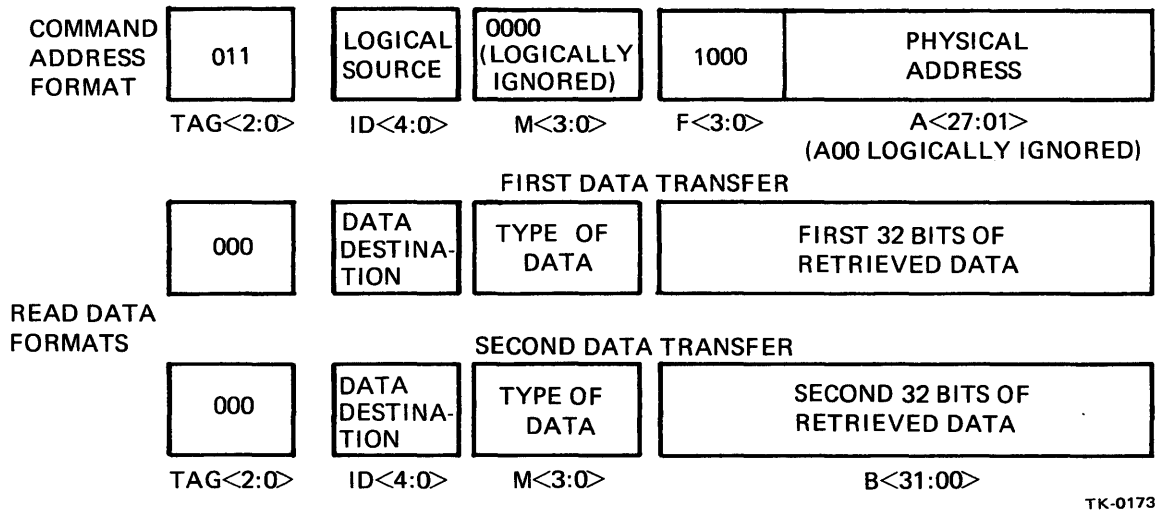 COMMAND
ADDRESS
FORMAT
011
LOGICAL
SOURCE
0000
(LOGICALLY
IGNORED)
1000
PHYSICAL
ADDRESS
TAG<2:0>
ID<4:0>
M<3:0>
F<3:0>
A<27:01>
(A00 LOGICALLY IGNORED)
FIRST DATA TRANSFER
000
DATA
DESTINA-
TION
TYPE OF
DATA
FIRST 32 BITS OF
RETRIEVED DATA
READ DATA
FORMATS
SECOND DATA TRANSFER
000
DATA
DESTINA-
TION
TYPE OF
DATA
SECOND 32 BITS OF
RETRIEVED DATA
TAG<2:0>
ID<4:0>
M<3:0>
B<31:00>
TK-0173